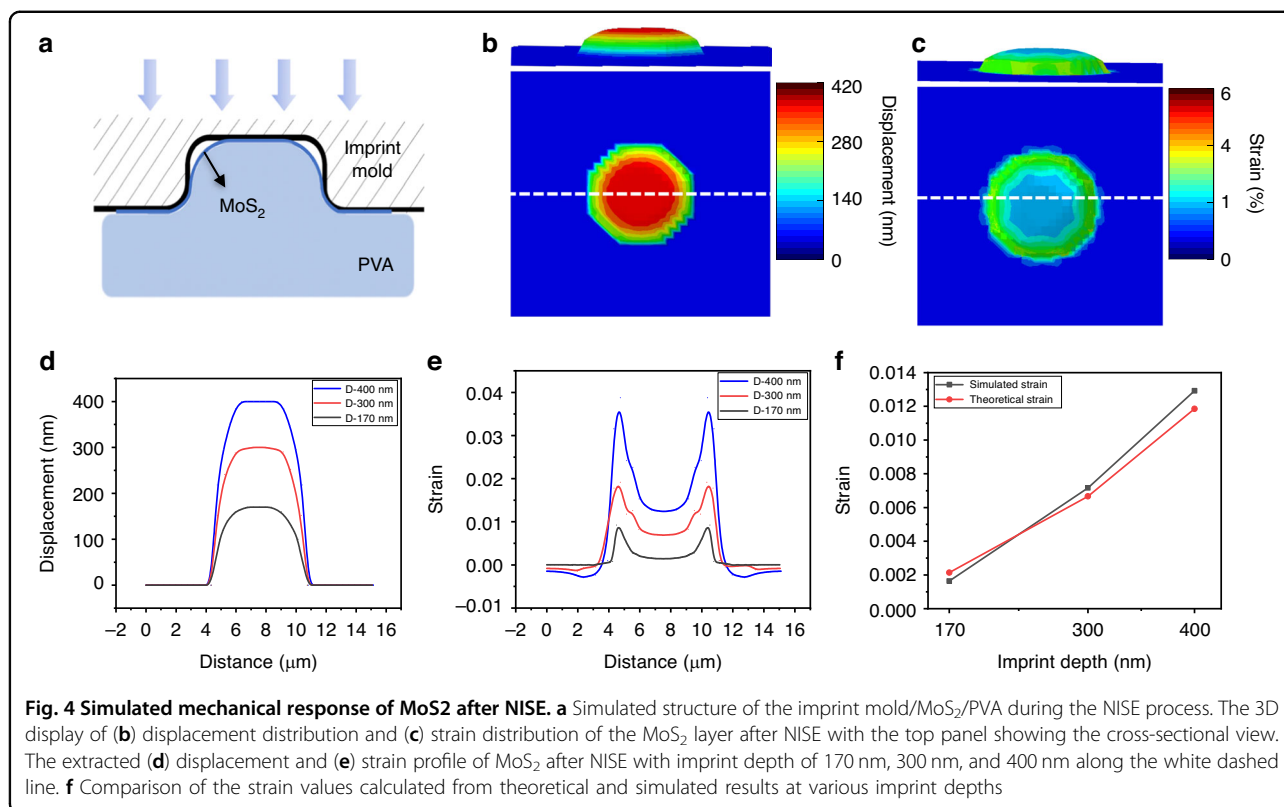 a
Imprint
mold
MoS2
PVA
b
420
280
140
0
Displacement (nm)
c
6
4
1
0
Strain (%)
d
D-400 nm
D-300 nm
D-170 nm
400
300
200
100
0
Displacement (nm)
−2 0 2 4 6 8 10 12 14 16
Distance (μm)
e
D-400 nm
D-300 nm
D-170 nm
0.04
0.03
0.02
0.01
0.00
−0.01
Strain
−2 0 2 4 6 8 10 12 14 16
Distance (μm)
f
Simulated strain
Theoretical strain
0.014
0.012
0.010
0.008
0.006
0.004
0.002
0.000
Strain
170 300 400
Imprint depth (nm)
Fig. 4 Simulated mechanical response of MoS2 after NISE. a Simulated structure of the imprint mold/MoS2/PVA during the NISE process. The 3D
display of (b) displacement distribution and (c) strain distribution of the MoS2 layer after NISE with the top panel showing the cross-sectional view.
The extracted (d) displacement and (e) strain profile of MoS2 after NISE with imprint depth of 170 nm, 300 nm, and 400 nm along the white dashed
line. f Comparison of the strain values calculated from theoretical and simulated results at various imprint depths